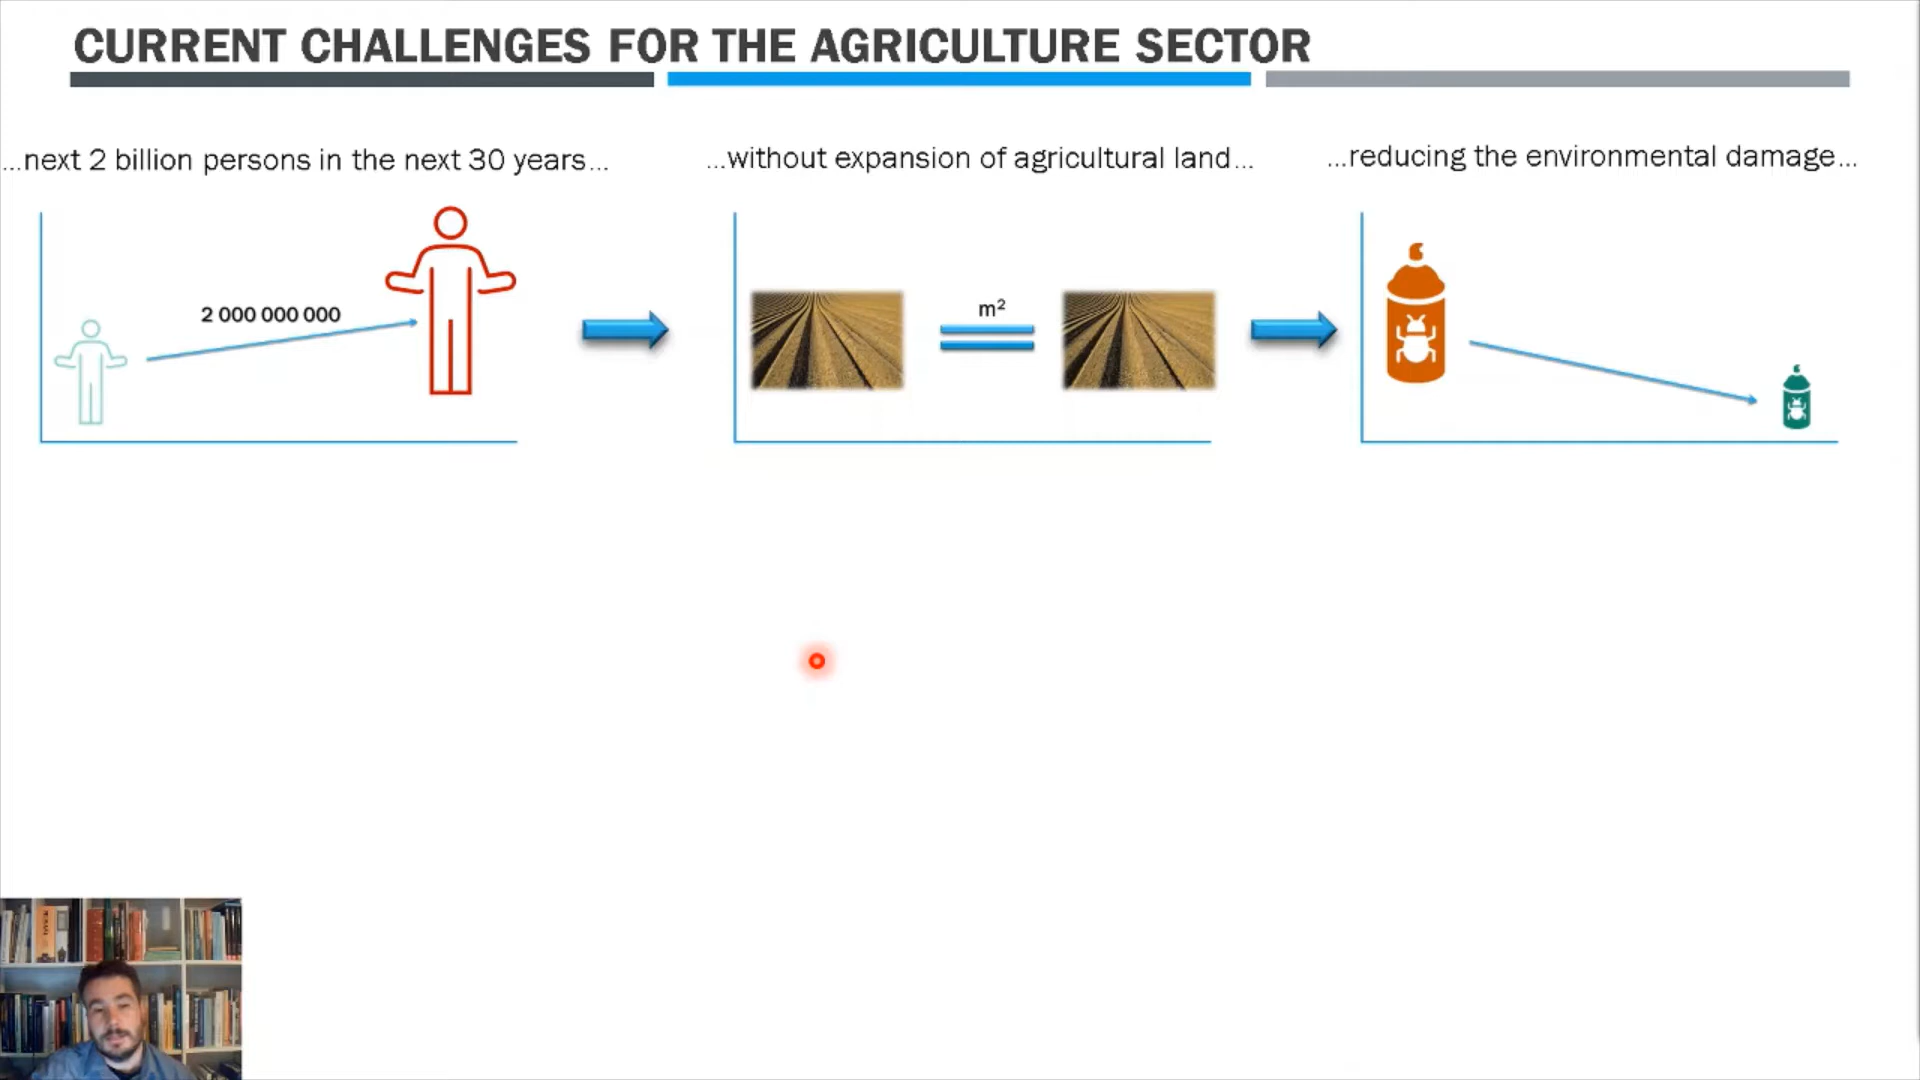 CURRENT CHALLENGES FOR THE AGRICULTURE SECTOR
...next 2 billion persons in the next 30 years...
...without expansion of agricultural land...
...reducing the environmental damage...
2 000 000 000
m²